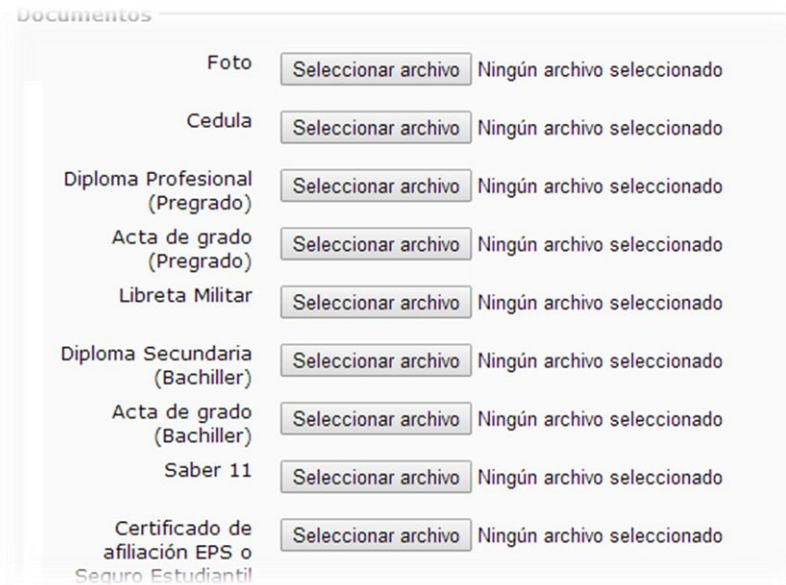 Documentos
Foto Seleccionar archivo Ningún archivo seleccionado
Cedula Seleccionar archivo Ningún archivo seleccionado
Diploma Profesional
(Pregrado) Seleccionar archivo Ningún archivo seleccionado
Acta de grado
(Pregrado) Seleccionar archivo Ningún archivo seleccionado
Libreta Militar Seleccionar archivo Ningún archivo seleccionado
Diploma Secundaria
(Bachiller) Seleccionar archivo Ningún archivo seleccionado
Acta de grado
(Bachiller) Seleccionar archivo Ningún archivo seleccionado
Saber 11 Seleccionar archivo Ningún archivo seleccionado
Certificado de
afiliación EPS o Seleccionar archivo Ningún archivo seleccionado
Seguro Estudiantil